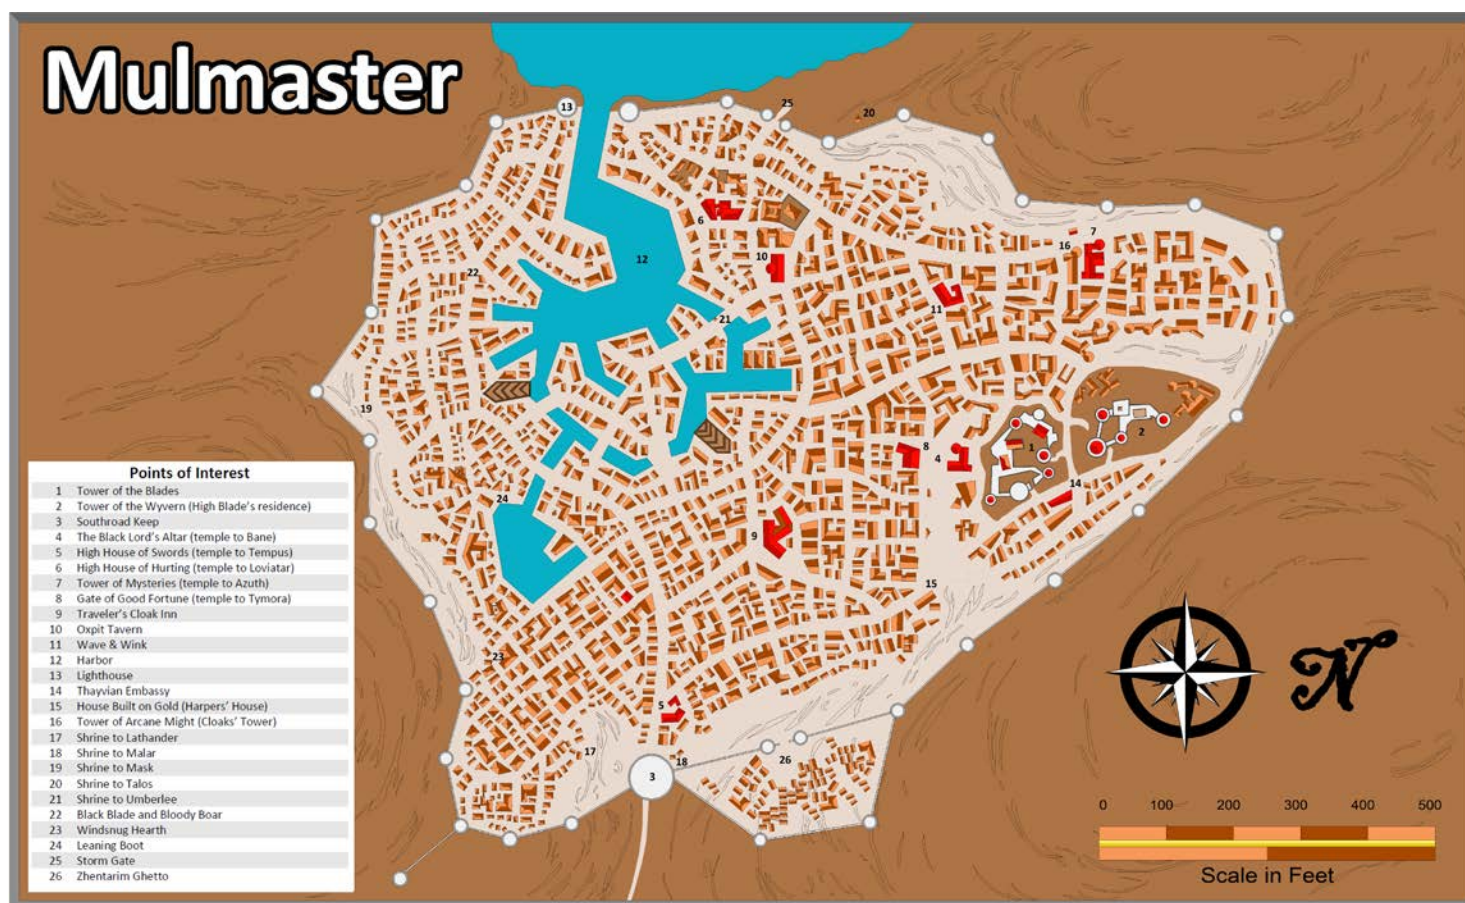 Mulmaster
13
25
20
6
7
16
10
12
22
11
21
19
8
4
1
2
14
24
9
15
23
5
17
18
3
26
N
Points of Interest
1 Tower of the Blades
2 Tower of the Wyvern (High Blade's residence)
3 Southroad Keep
4 The Black Lord's Altar (temple to Bane)
5 High House of Swords (temple to Tempus)
6 High House of Hurting (temple to Loviatar)
7 Tower of Mysteries (temple to Azuth)
8 Gate of Good Fortune (temple to Tymora)
9 Traveler's Cloak Inn
10 Oxpit Tavern
11 Wave & Wink
12 Harbor
13 Lighthouse
14 Thayvian Embassy
15 House Built on Gold (Harpers' House)
16 Tower of Arcane Might (Cloaks' Tower)
17 Shrine to Lathander
18 Shrine to Malar
19 Shrine to Mask
20 Shrine to Talos
21 Shrine to Umberlee
22 Black Blade and Bloody Boar
23 Windsnug Hearth
24 Leaning Boot
25 Storm Gate
26 Zhentarim Ghetto
0 100 200 300 400 500
Scale in Feet